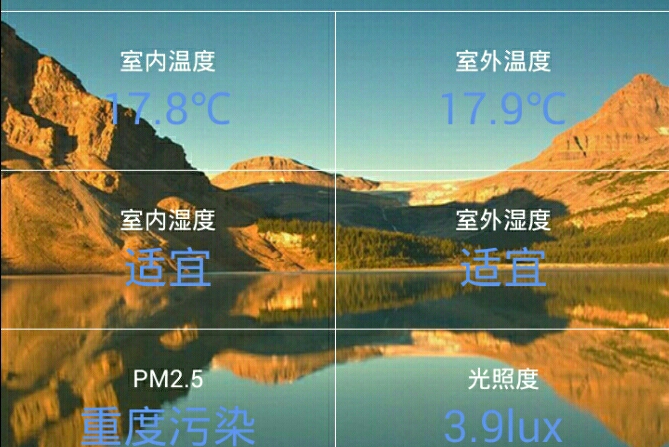 室内温度
17.8℃
室外温度
17.9℃
室内湿度
适宜
室外湿度
适宜
PM2.5
重度污染
光照度
3.9lux